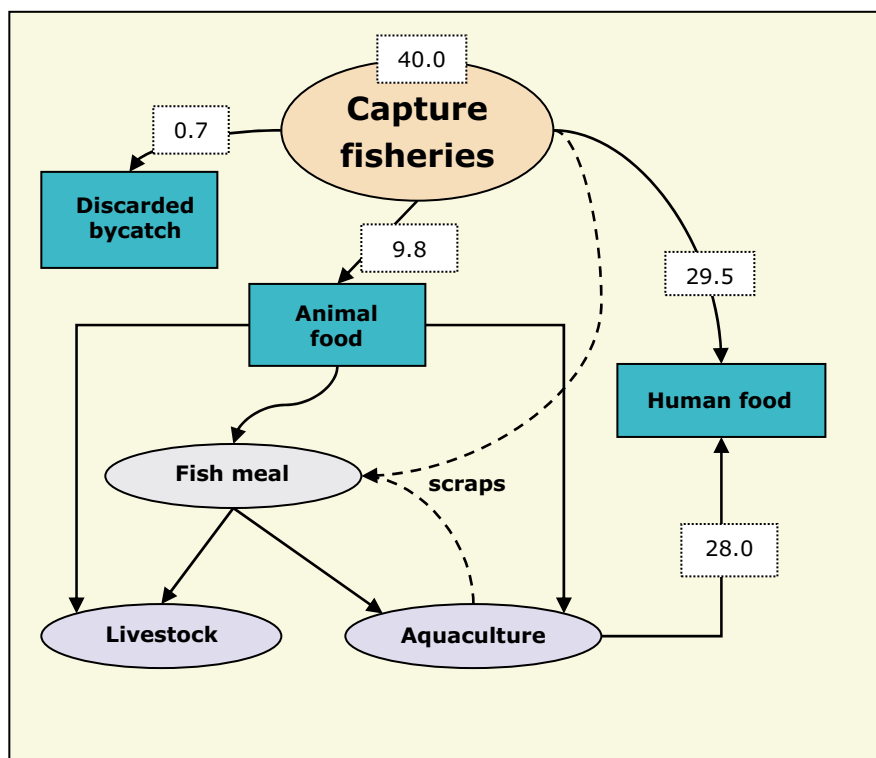 40.0
Capture
fisheries
0.7
Discarded
bycatch
9.8
29.5
Animal
food
Human food
Fish meal
scraps
28.0
Livestock
Aquaculture